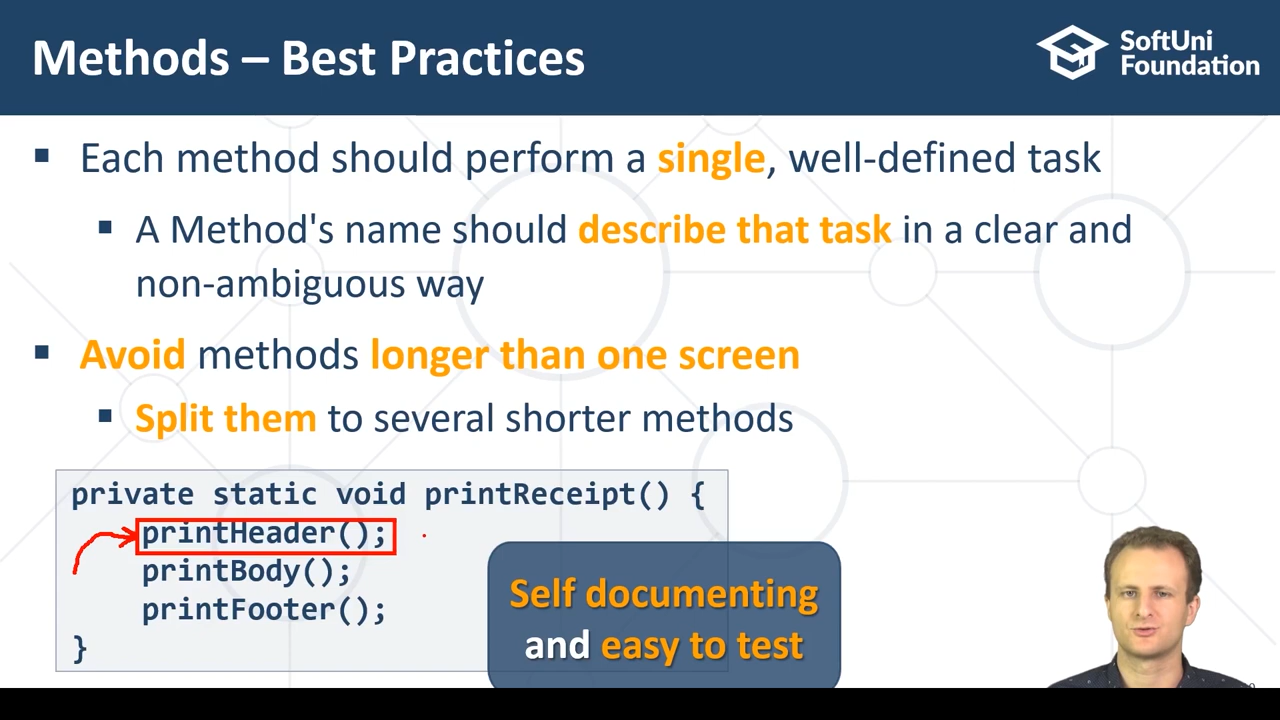 Methods – Best Practices
SoftUni
Foundation
▪ Each method should perform a single, well-defined task
▪ A Method's name should describe that task in a clear and
non-ambiguous way
▪ Avoid methods longer than one screen
▪ Split them to several shorter methods
private static void printReceipt() {
printHeader();
printBody();
printFooter();
}
Self documenting
and easy to test